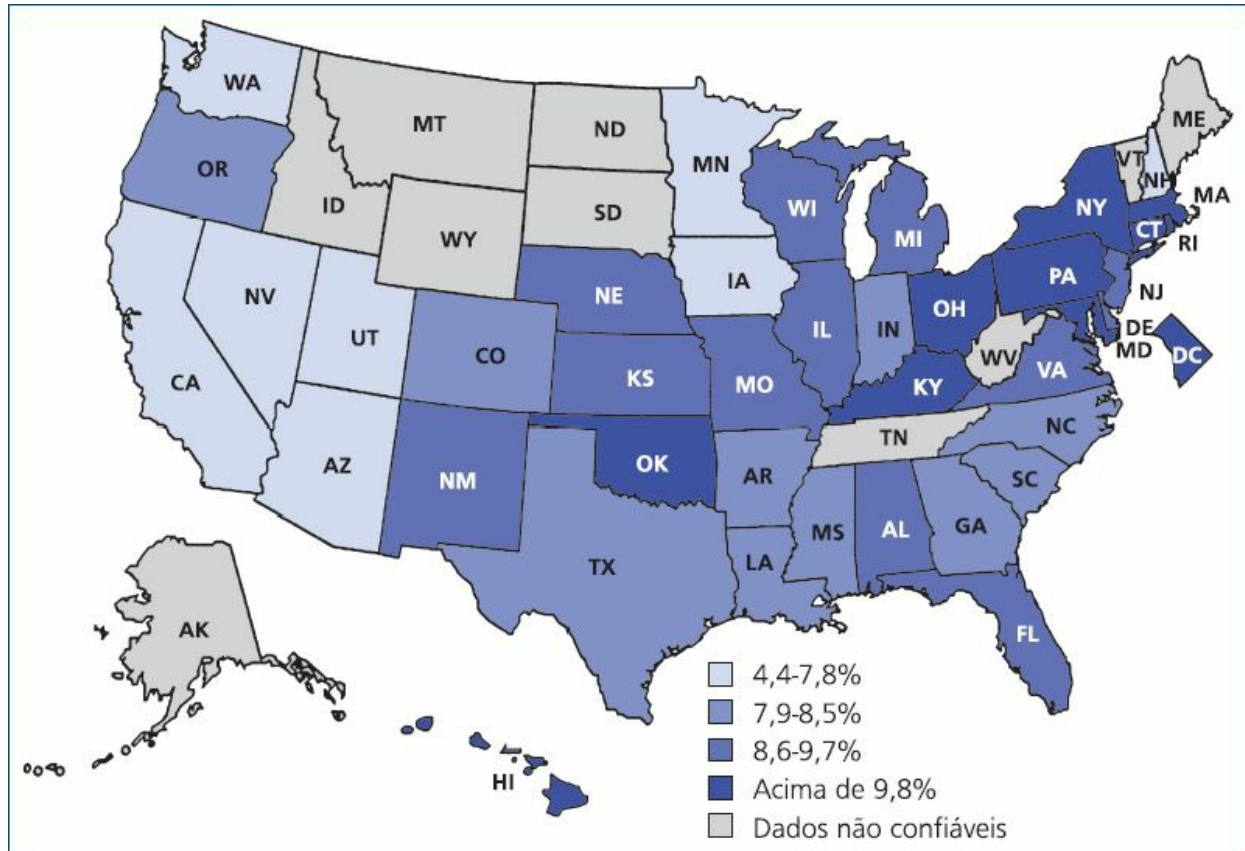 WA
MT
ND
MN
ME
VT
NH
OR
ID
SD
WI
NY
MA
WY
MI
CT
RI
NV
NE
IA
PA
NJ
UT
CO
IL
IN
OH
DE
MD
DC
CA
KS
MO
WV
VA
KY
AZ
NM
OK
AR
TN
NC
SC
TX
LA
MS
AL
GA
AK
FL
HI
4,4-7,8%
7,9-8,5%
8,6-9,7%
Acima de 9,8%
Dados não confiáveis